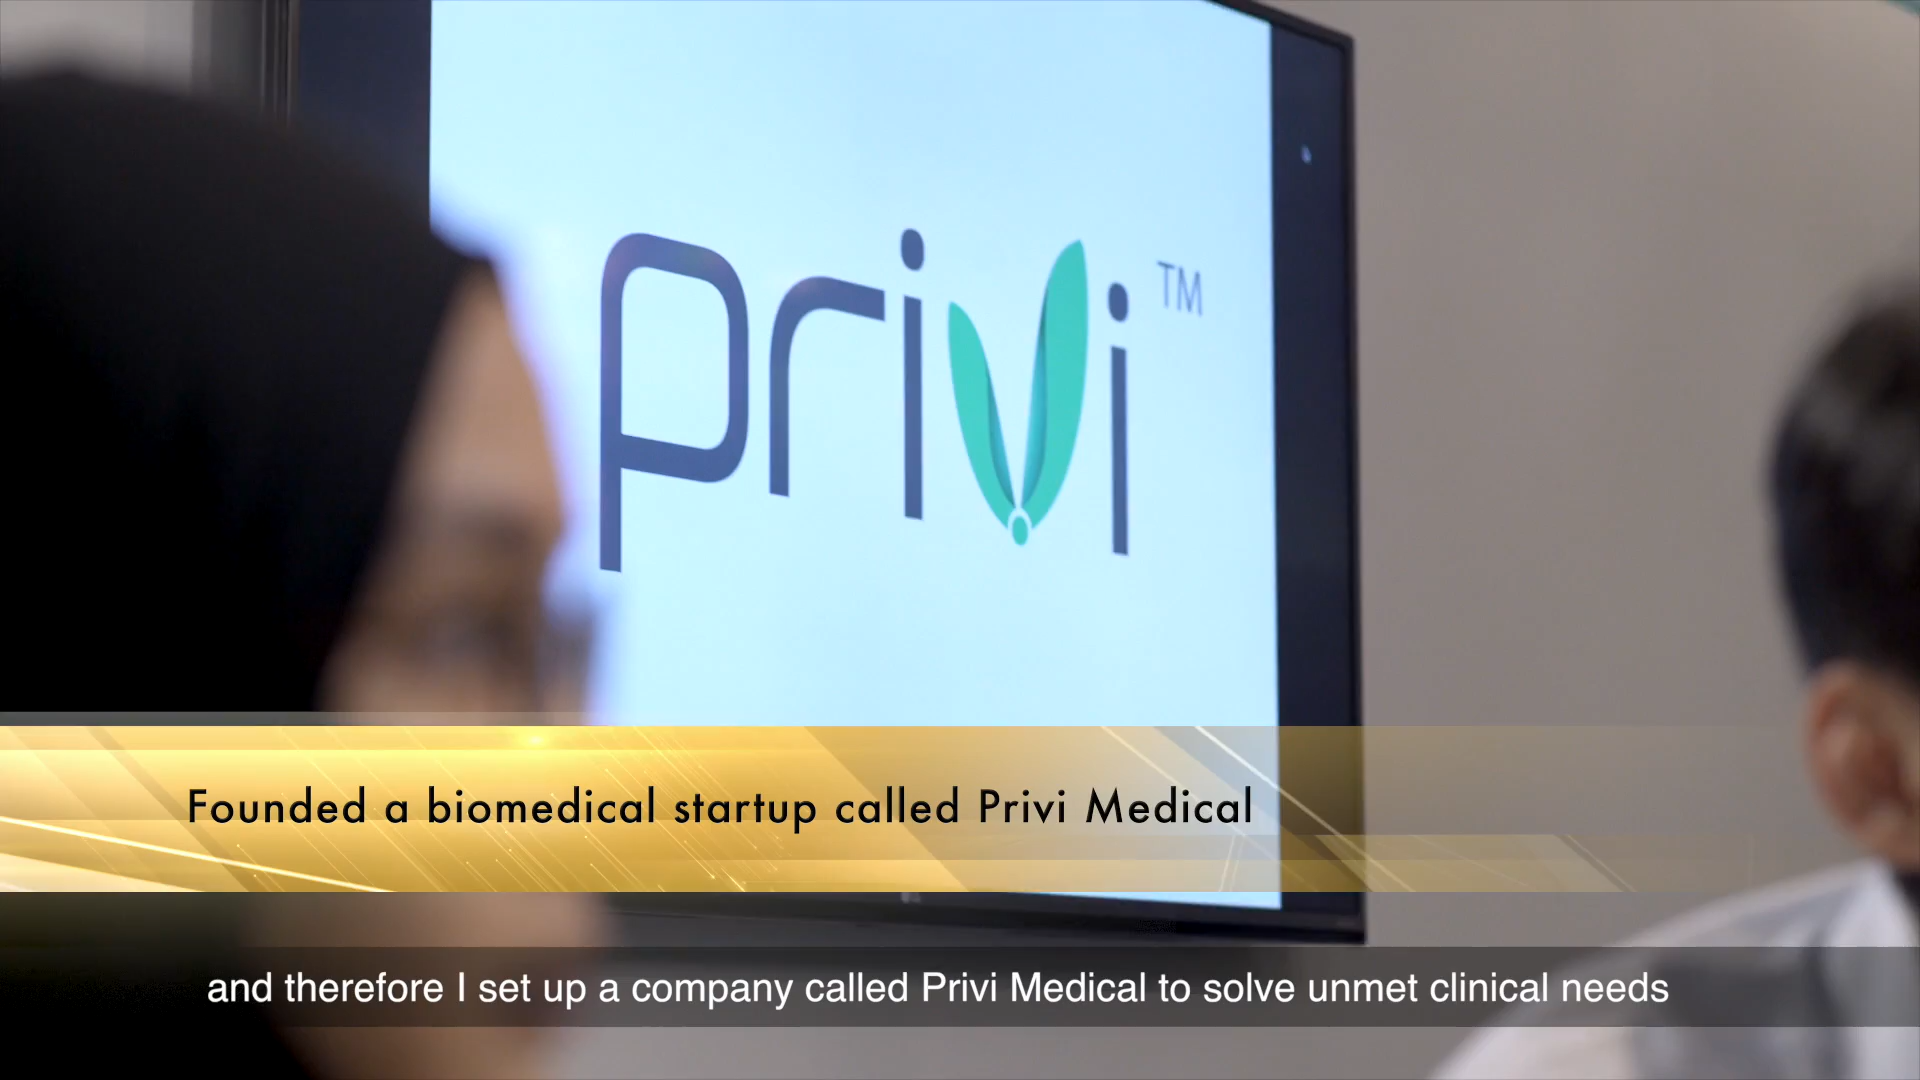 privi TM
Founded a biomedical startup called Privi Medical
and therefore I set up a company called Privi Medical to solve unmet clinical needs